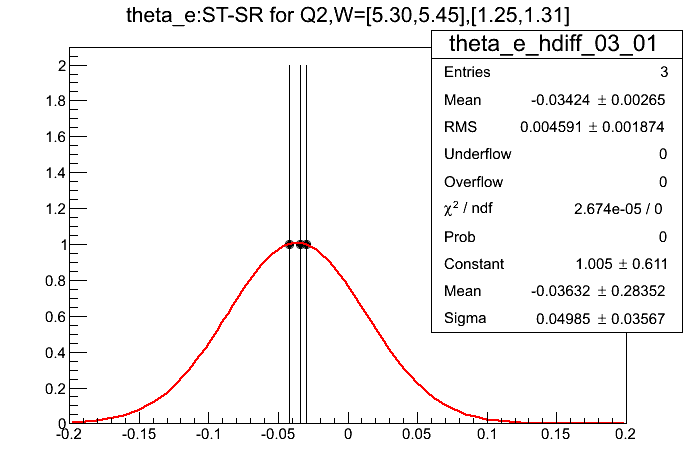 theta_e:ST-SR for Q2,W=[5.30,5.45],[1.25,1.31]
theta_e_hdiff_03_01
Entries 3
Mean -0.03424 ± 0.00265
RMS 0.004591 ± 0.001874
Underflow 0
Overflow 0
χ² / ndf 2.674e-05 / 0
Prob 0
Constant 1.005 ± 0.611
Mean -0.03632 ± 0.28352
Sigma 0.04985 ± 0.03567
2
1.8
1.6
1.4
1.2
1
0.8
0.6
0.4
0.2
0
-0.2 -0.15 -0.1 -0.05 0 0.05 0.1 0.15 0.2